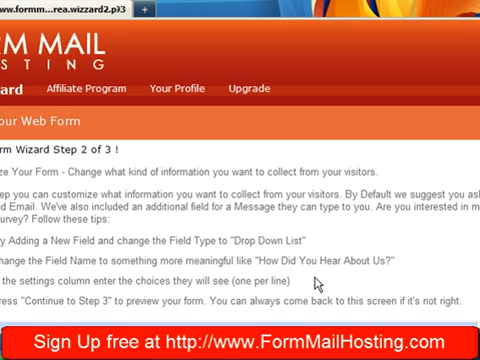 www.formm...rea.wizzard2.p?3
RM MAIL
STING
ard Affiliate Program Your Profile Upgrade
our Web Form
rm Wizard Step 2 of 3 !
ze Your Form - Change what kind of information you want to collect from your visitors.
ep you can customize what information you want to collect from your visitors. By Default we suggest you as
nd Email. We've also included an additional field for a Message they can type to you. Are you interested in m
urvey? Follow these tips:
y Adding a New Field and change the Field Type to "Drop Down List"
hange the Field Name to something more meaningful like "How Did You Hear About Us?"
the settings column enter the choices they will see (one per line)
ress "Continue to Step 3" to preview your form. You can always come back to this screen if it's not right.
Sign Up free at http://www.FormMailHosting.com